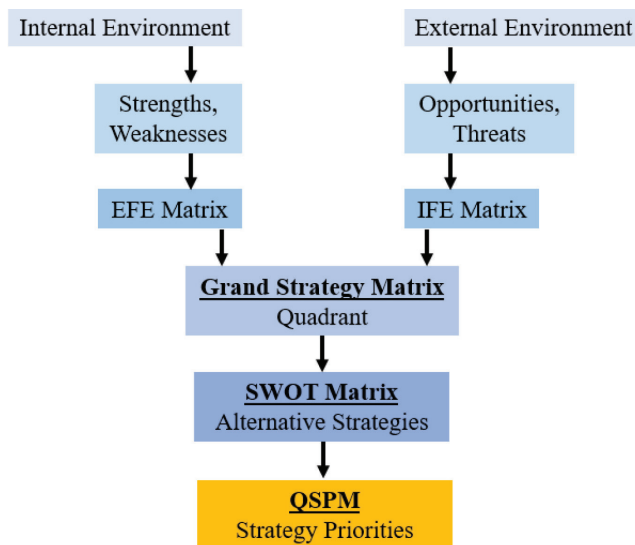 Internal Environment
External Environment
Strengths,
Weaknesses
Opportunities,
Threats
EFE Matrix
IFE Matrix
Grand Strategy Matrix
Quadrant
SWOT Matrix
Alternative Strategies
QSPM
Strategy Priorities